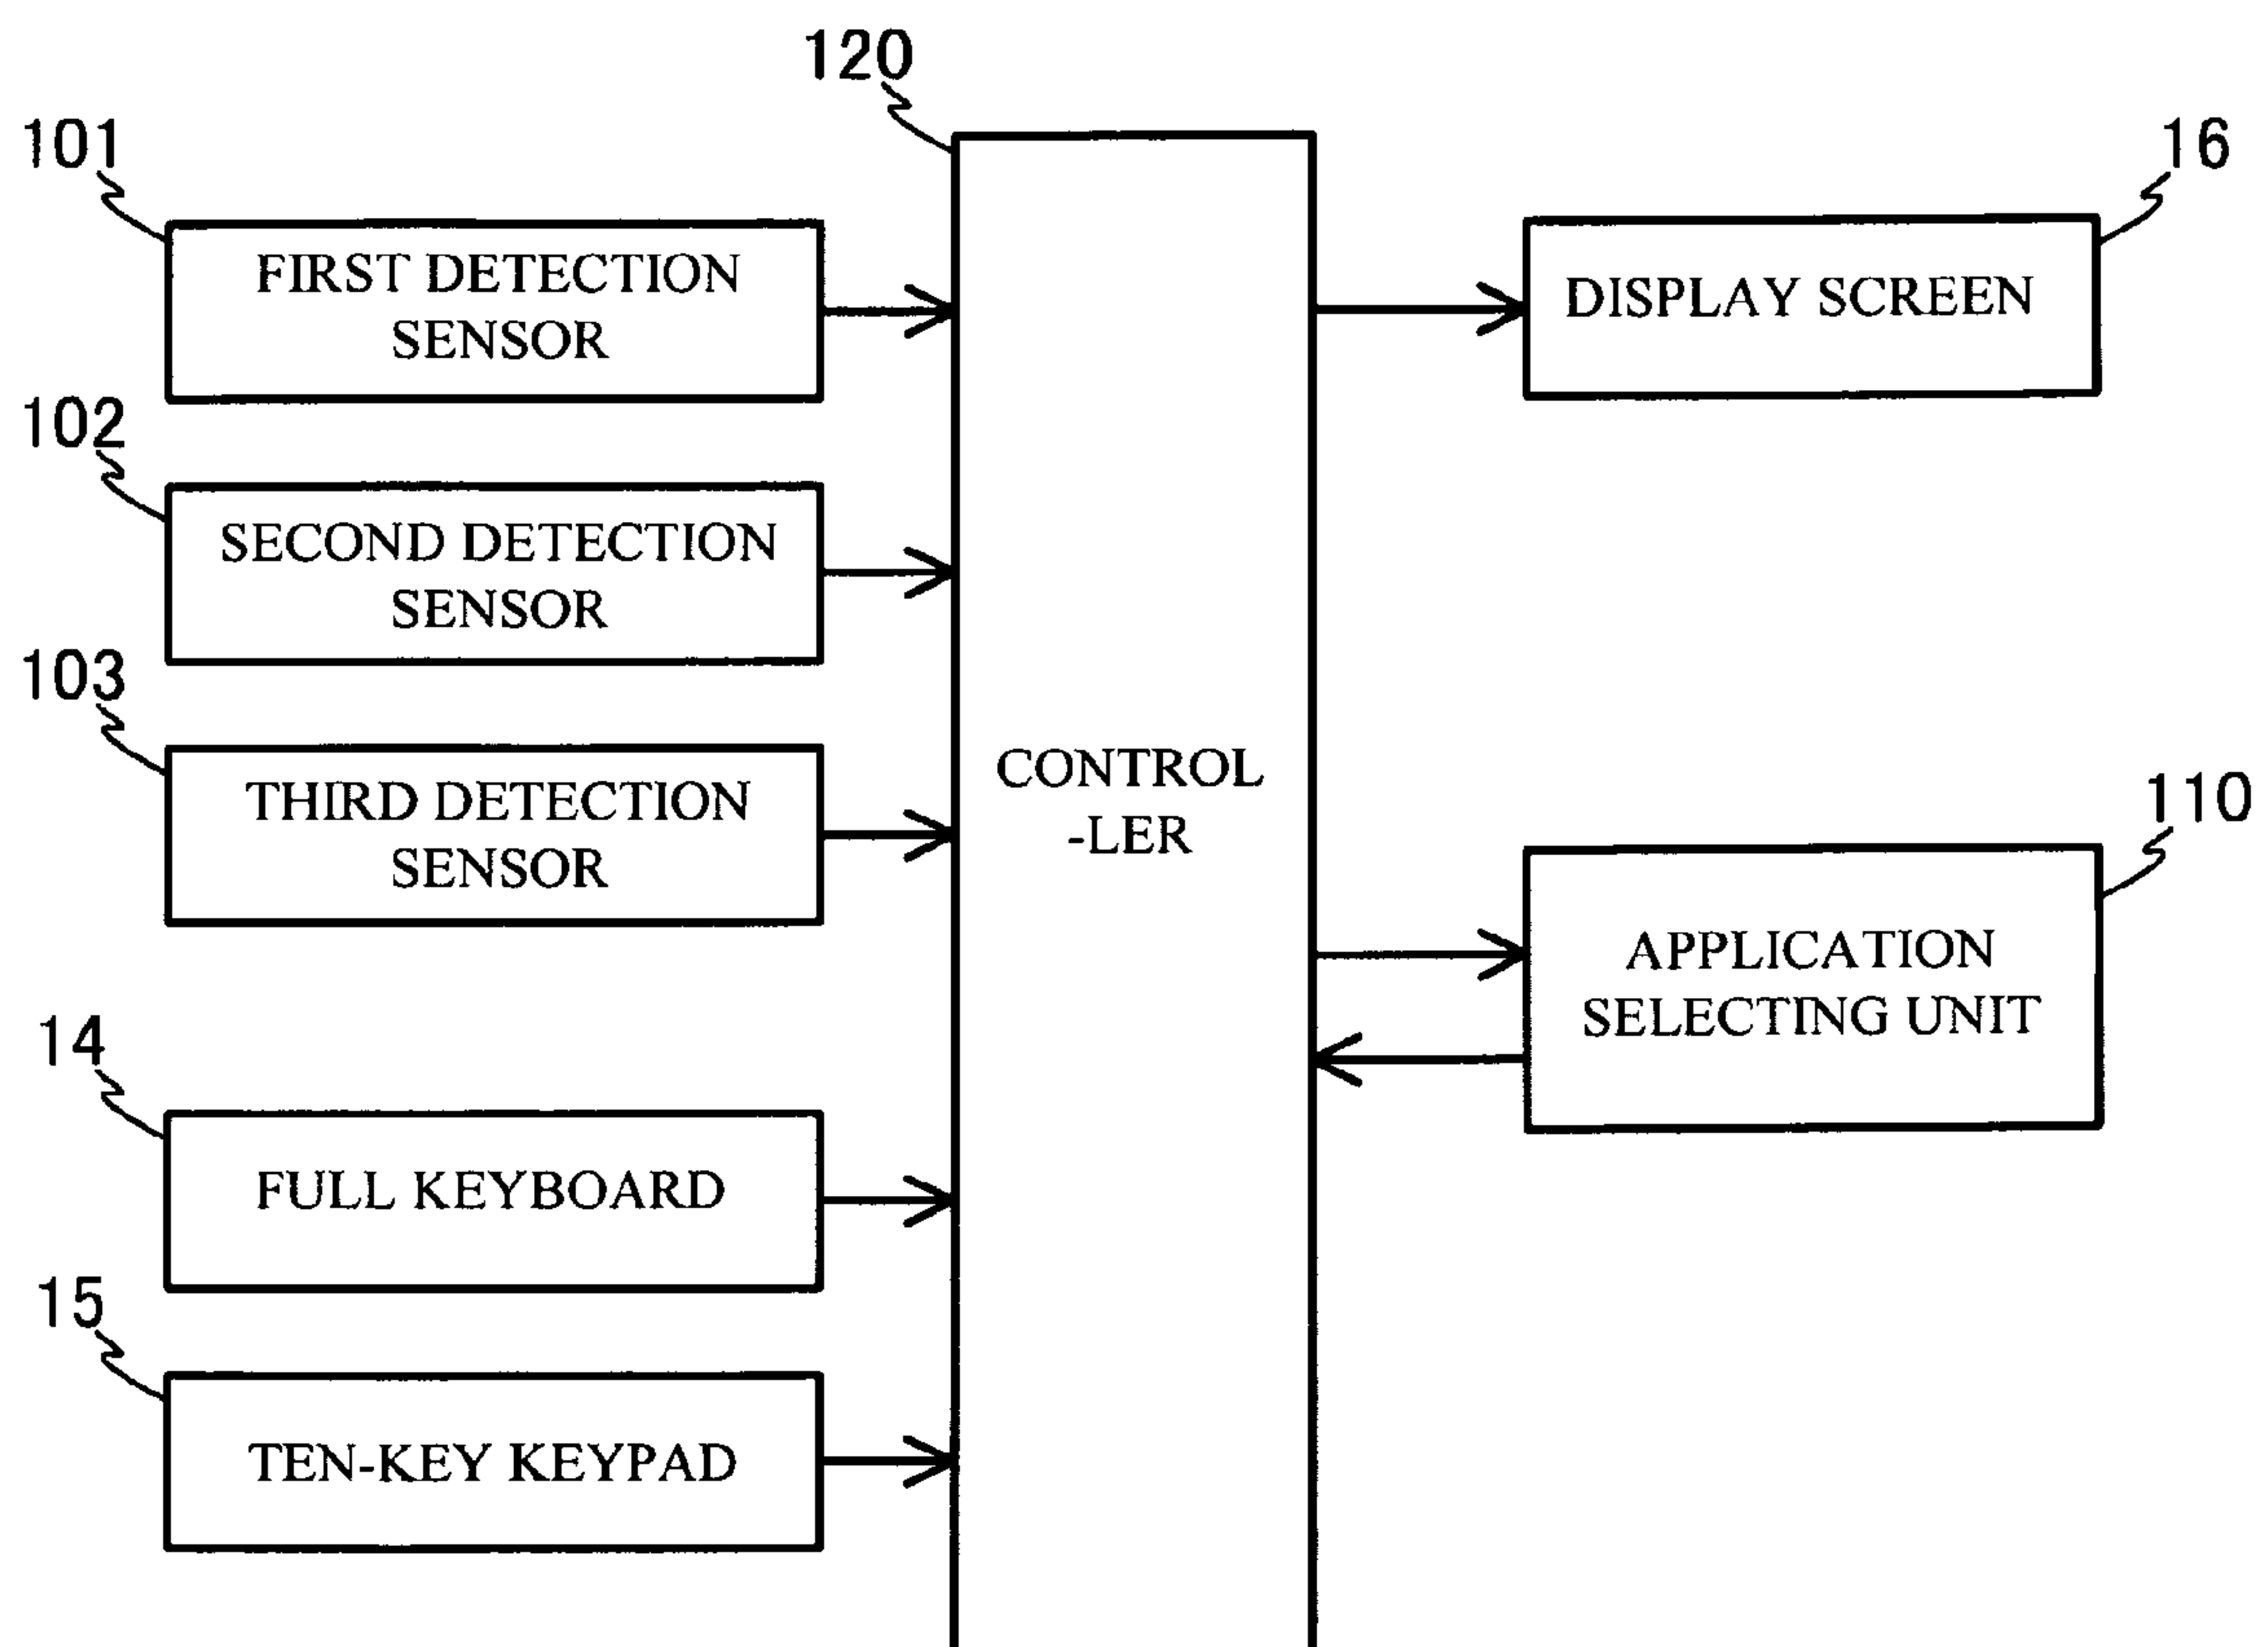 120
101
16
FIRST DETECTION
SENSOR
DISPLAY SCREEN
102
SECOND DETECTION
SENSOR
103
THIRD DETECTION
SENSOR
CONTROL
-LER
110
APPLICATION
SELECTING UNIT
14
FULL KEYBOARD
15
TEN-KEY KEYPAD